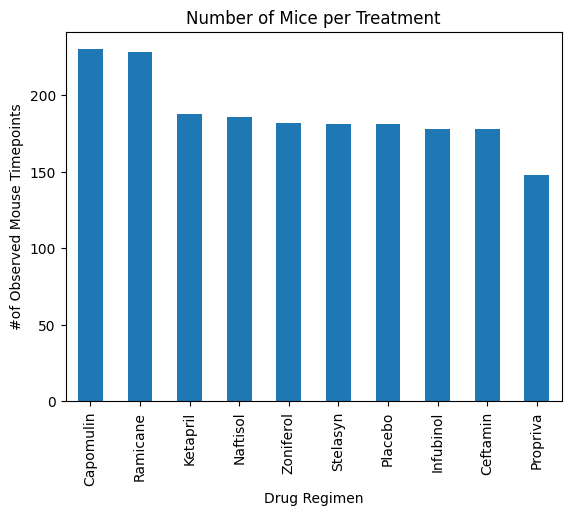 Number of Mice per Treatment
#of Observed Mouse Timepoints
200
150
100
50
0
Capomulin
Ramicane
Ketapril
Naftisol
Zoniferol
Stelasyn
Placebo
Infubinol
Ceftamin
Propriva
Drug Regimen